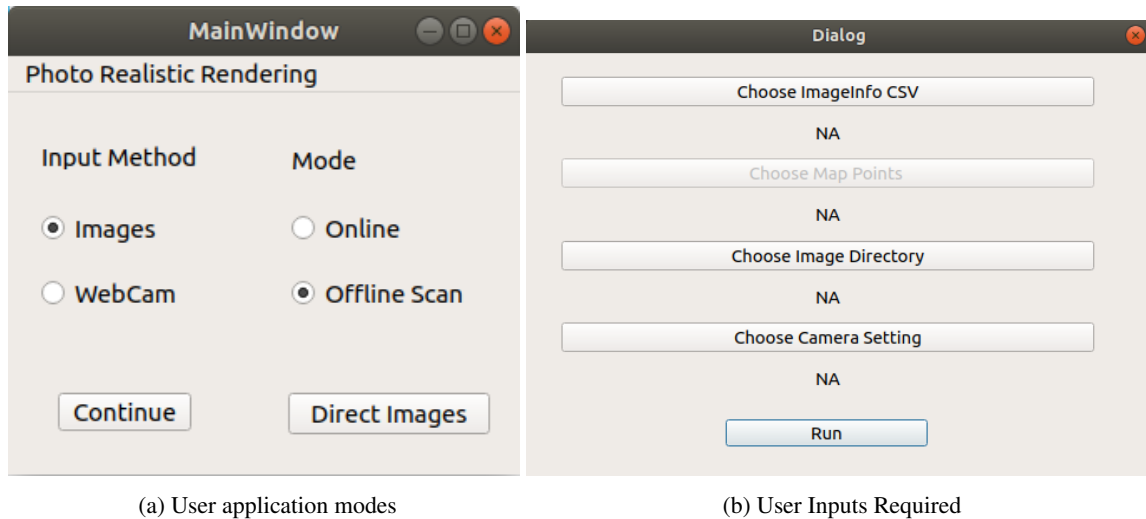 MainWindow
Photo Realistic Rendering
Input Method
Mode
Images
Online
WebCam
Offline Scan
Continue
Direct Images
(a) User application modes
Dialog
Choose ImageInfo CSV
NA
Choose Map Points
NA
Choose Image Directory
NA
Choose Camera Setting
NA
Run
(b) User Inputs Required